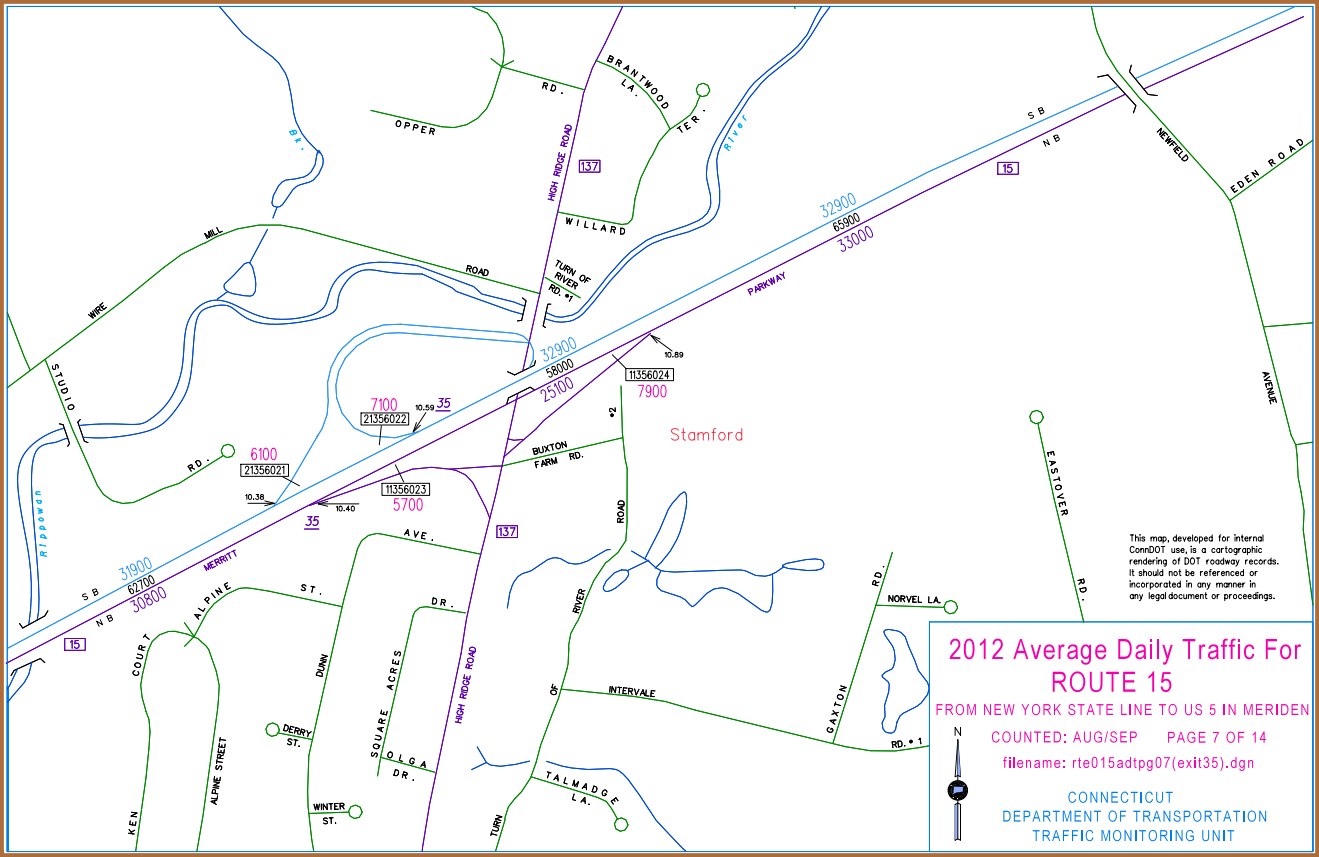 OPPER
RD.
BRANTWOOD
LA.
TER.
River
Bk.
HIGH RIDGE ROAD
137
WILLARD
SB
NB
15
NEWFIELD
EDEN ROAD
WIRE
MILL
ROAD
TURN OF
RIVER
RD. #1
32900
65900
33000
PARKWAY
32900
58000
25100
10.89
11356024
7900
STUDIO
RD.
7100
21356022
10.59
35
6100
21356021
10.38
10.40
35
11356023
5700
BUXTON
FARM RD.
#2
Stamford
AVENUE
EASTOVER
RD.
Rippowan
137
ROAD
AVE.
31900
62700
30800
MERRITT
SB
NB
15
ALPINE
ST.
DR.
RIVER
RD.
NORVEL LA.
This map, developed for internal
ConnDOT use, is a cartographic
rendering of DOT roadway records.
It should not be referenced or
incorporated in any manner in
any legal document or proceedings.
COURT
DUNN
SQUARE ACRES
HIGH RIDGE ROAD
OF
INTERVALE
GAXTON
RD. # 1
DERRY
ST.
OLGA
DR.
ALPINE STREET
KEN
WINTER
ST.
TURN
TALMADGE
LA.
2012 Average Daily Traffic For
ROUTE 15
FROM NEW YORK STATE LINE TO US 5 IN MERIDEN
COUNTED: AUG/SEP PAGE 7 OF 14
filename: rte015adtpg07(exit35).dgn
N
CONNECTICUT
DEPARTMENT OF TRANSPORTATION
TRAFFIC MONITORING UNIT